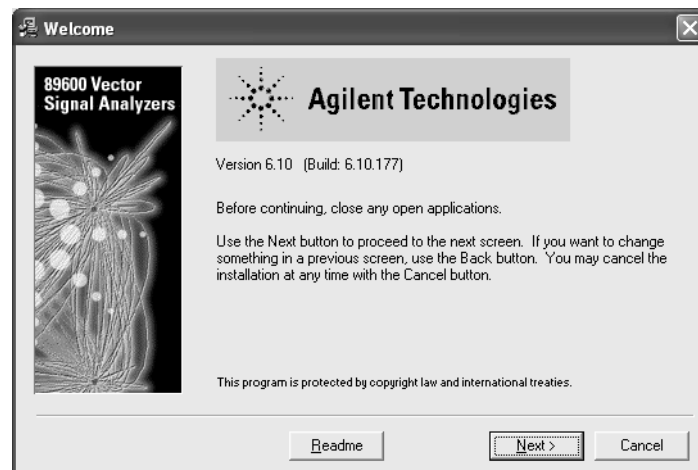 Welcome
89600 Vector
Signal Analyzers
Agilent Technologies
Version 6.10 (Build: 6.10.177)
Before continuing, close any open applications.
Use the Next button to proceed to the next screen. If you want to change
something in a previous screen, use the Back button. You may cancel the
installation at any time with the Cancel button.
This program is protected by copyright law and international treaties.
Readme
Next >
Cancel